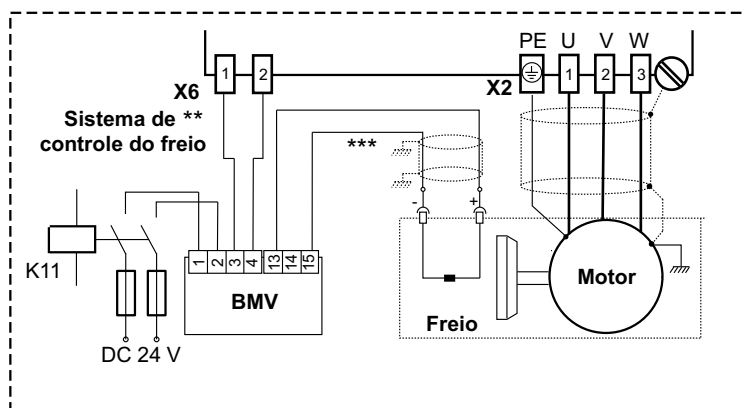 PE U V W
1 2 1 2 3
X6 X2
Sistema de **
controle do freio
***
- +
K11
1 2 3 4 13 14 15
BMV
Motor
Freio
DC 24 V